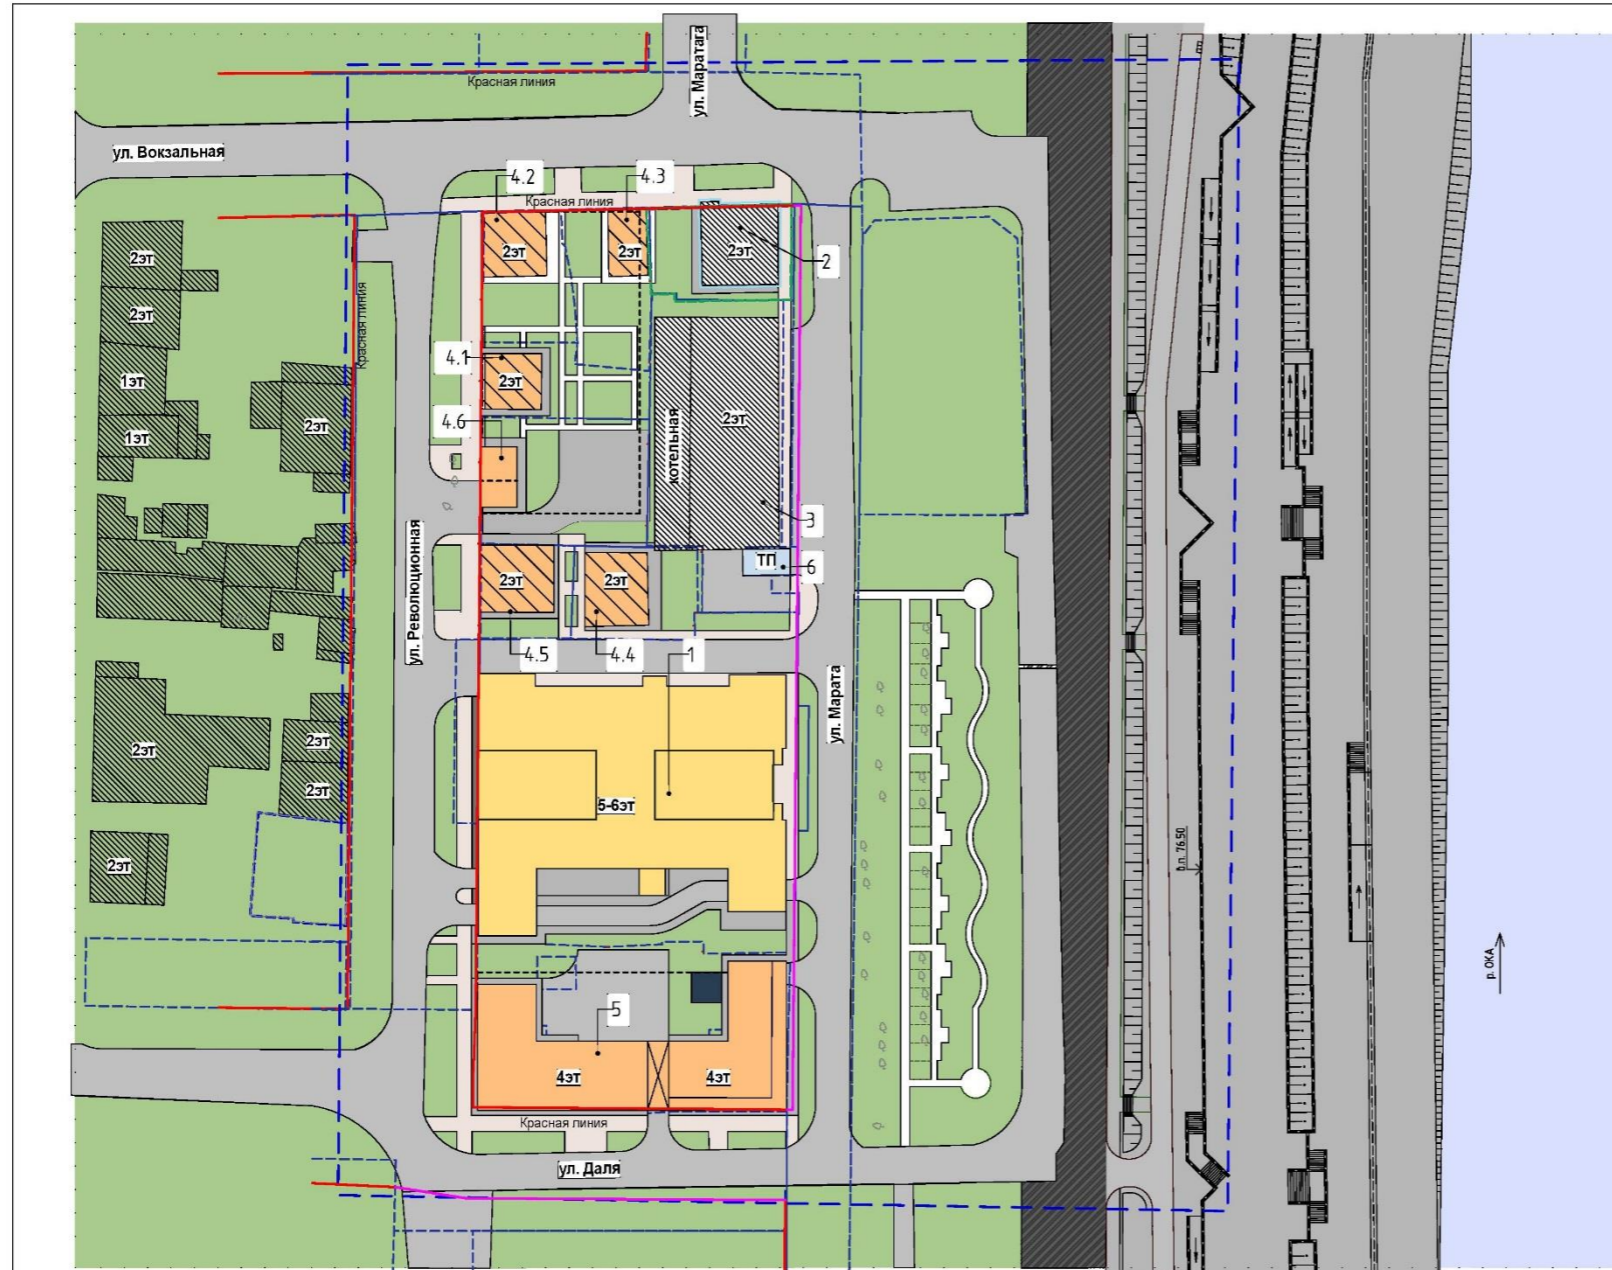 Красная линия
ул. Маратага
ул. Вокзальная
4.2
4.3
Красная линия
2эт
2эт
2эт
2эт
2
2эт
Красная линия
4.1
1эт
2эт
4.6
1эт
2эт
котельная
2эт
3
ул. Революционная
2эт
2эт
ТП
6
4.5
4.4
1
ул. Марата
2эт
2эт
2эт
5-6эт
2эт
в.п. 76.50
р. ОКА
5
4эт
4эт
Красная линия
ул. Даля